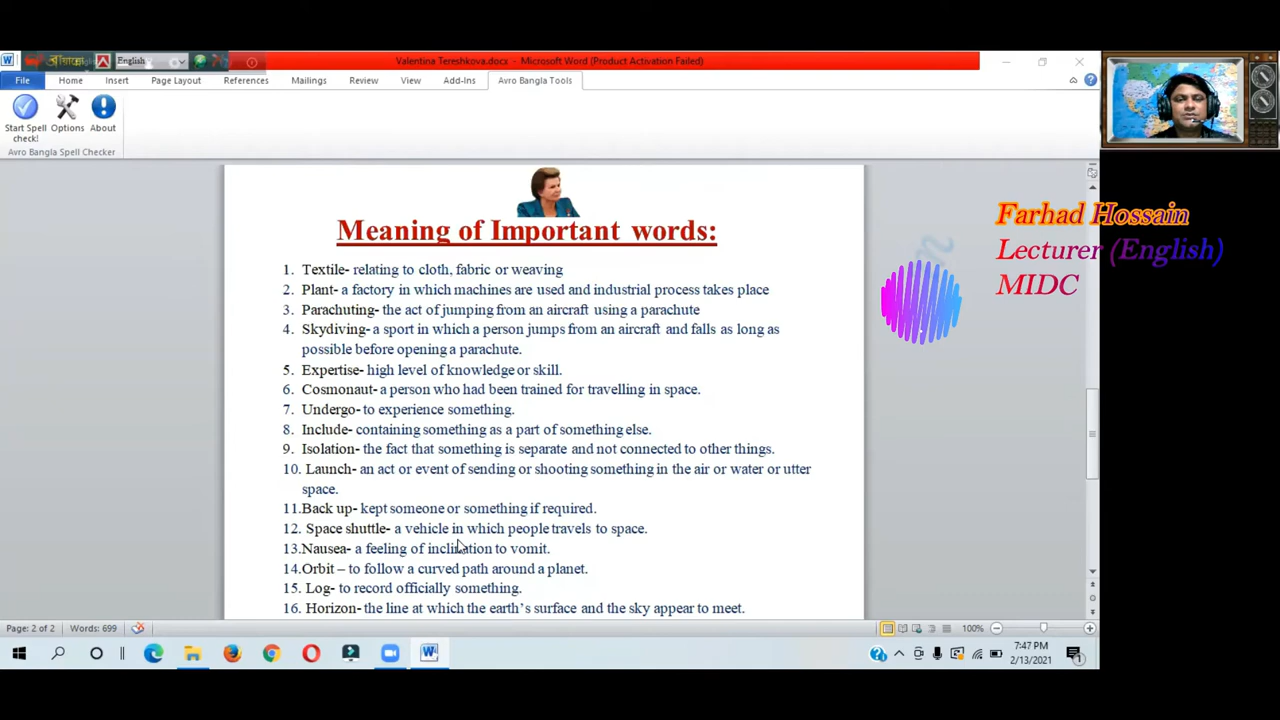 Valentina Tereshkova.docx - Microsoft Word (Product Activation Failed)
English
File Home Insert Page Layout References Mailings Review View Add-Ins Avro Bangla Tools
Start Spell check! Options About
Avro Bangla Spell Checker
Farhad Hossain
Lecturer (English)
MIDC
Meaning of Important words:
1. Textile- relating to cloth, fabric or weaving
2. Plant- a factory in which machines are used and industrial process takes place
3. Parachuting- the act of jumping from an aircraft using a parachute
4. Skydiving- a sport in which a person jumps from an aircraft and falls as long as
possible before opening a parachute.
5. Expertise- high level of knowledge or skill.
6. Cosmonaut- a person who had been trained for travelling in space.
7. Undergo- to experience something.
8. Include- containing something as a part of something else.
9. Isolation- the fact that something is separate and not connected to other things.
10. Launch- an act or event of sending or shooting something in the air or water or utter
space.
11.Back up- kept someone or something if required.
12. Space shuttle- a vehicle in which people travels to space.
13.Nausea- a feeling of inclination to vomit.
14.Orbit – to follow a curved path around a planet.
15. Log- to record officially something.
16. Horizon- the line at which the earth's surface and the sky appear to meet.
Page: 2 of 2 Words: 699 100%
7:47 PM
2/13/2021